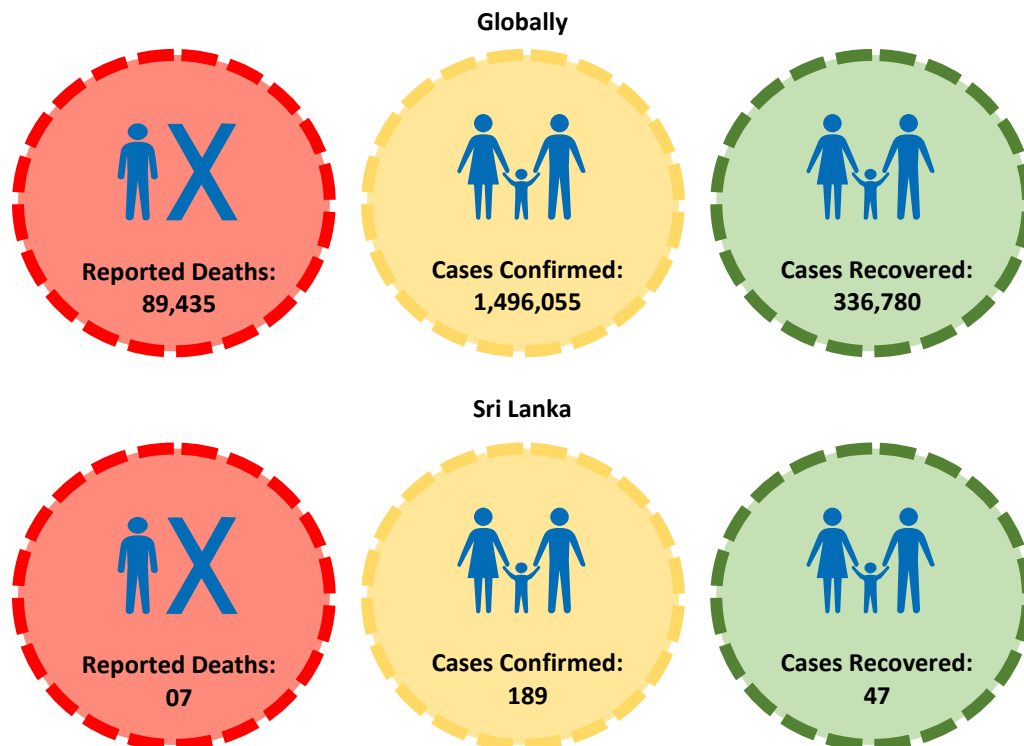 Globally
Reported Deaths:
89,435
Cases Confirmed:
1,496,055
Cases Recovered:
336,780
Sri Lanka
Reported Deaths:
07
Cases Confirmed:
189
Cases Recovered:
47